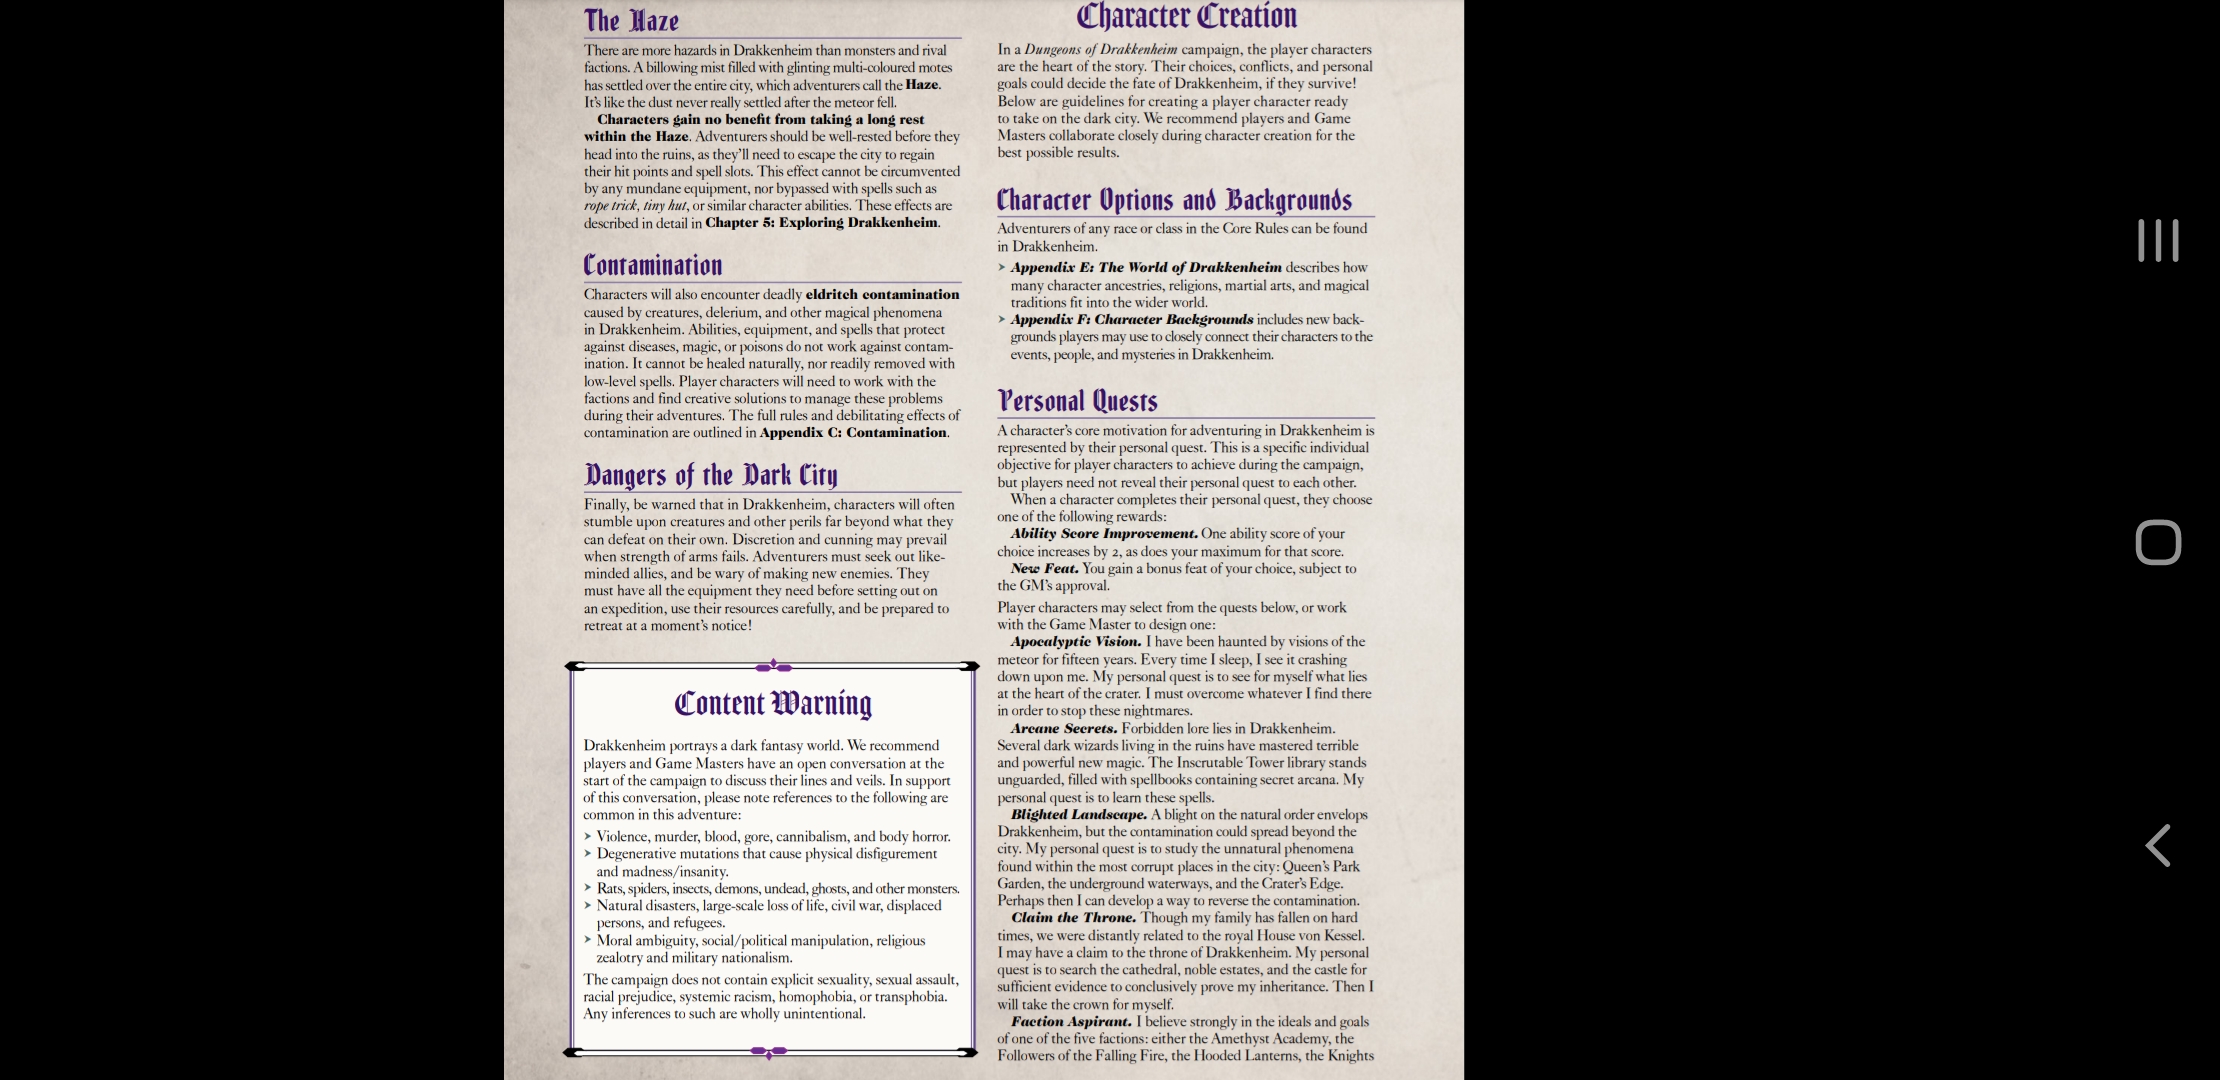 The Haze
There are more hazards in Drakkenheim than monsters and rival
factions. A billowing mist filled with glinting multi-coloured motes
has settled over the entire city, which adventurers call the Haze.
It's like the dust never really settled after the meteor fell.
Characters gain no benefit from taking a long rest
within the Haze. Adventurers should be well-rested before they
head into the ruins, as they'll need to escape the city to regain
their hit points and spell slots. This effect cannot be circumvented
by any mundane equipment, nor bypassed with spells such as
rope trick, tiny hut, or similar character abilities. These effects are
described in detail in Chapter 5: Exploring Drakkenheim.
Contamination
Characters will also encounter deadly eldritch contamination
caused by creatures, delerium, and other magical phenomena
in Drakkenheim. Abilities, equipment, and spells that protect
against diseases, magic, or poisons do not work against contam-
ination. It cannot be healed naturally, nor readily removed with
low-level spells. Player characters will need to work with the
factions and find creative solutions to manage these problems
during their adventures. The full rules and debilitating effects of
contamination are outlined in Appendix C: Contamination.
Dangers of the Dark City
Finally, be warned that in Drakkenheim, characters will often
stumble upon creatures and other perils far beyond what they
can defeat on their own. Discretion and cunning may prevail
when strength of arms fails. Adventurers must seek out like-
minded allies, and be wary of making new enemies. They
must have all the equipment they need before setting out on
an expedition, use their resources carefully, and be prepared to
retreat at a moment's notice!
Content Warning
Drakkenheim portrays a dark fantasy world. We recommend
players and Game Masters have an open conversation at the
start of the campaign to discuss their lines and veils. In support
of this conversation, please note references to the following are
common in this adventure:
➤ Violence, murder, blood, gore, cannibalism, and body horror.
➤ Degenerative mutations that cause physical disfigurement
and madness/insanity.
➤ Rats, spiders, insects, demons, undead, ghosts, and other monsters.
➤ Natural disasters, large-scale loss of life, civil war, displaced
persons, and refugees.
➤ Moral ambiguity, social/political manipulation, religious
zealotry and military nationalism.
The campaign does not contain explicit sexuality, sexual assault,
racial prejudice, systemic racism, homophobia, or transphobia.
Any inferences to such are wholly unintentional.
Character Creation
In a Dungeons of Drakkenheim campaign, the player characters
are the heart of the story. Their choices, conflicts, and personal
goals could decide the fate of Drakkenheim, if they survive!
Below are guidelines for creating a player character ready
to take on the dark city. We recommend players and Game
Masters collaborate closely during character creation for the
best possible results.
Character Options and Backgrounds
Adventurers of any race or class in the Core Rules can be found
in Drakkenheim.
➤ Appendix E: The World of Drakkenheim describes how
many character ancestries, religions, martial arts, and magical
traditions fit into the wider world.
➤ Appendix F: Character Backgrounds includes new back-
grounds players may use to closely connect their characters to the
events, people, and mysteries in Drakkenheim.
Personal Quests
A character's core motivation for adventuring in Drakkenheim is
represented by their personal quest. This is a specific individual
objective for player characters to achieve during the campaign,
but players need not reveal their personal quest to each other.
When a character completes their personal quest, they choose
one of the following rewards:
Ability Score Improvement. One ability score of your
choice increases by 2, as does your maximum for that score.
New Feat. You gain a bonus feat of your choice, subject to
the GM's approval.
Player characters may select from the quests below, or work
with the Game Master to design one:
Apocalyptic Vision. I have been haunted by visions of the
meteor for fifteen years. Every time I sleep, I see it crashing
down upon me. My personal quest is to see for myself what lies
at the heart of the crater. I must overcome whatever I find there
in order to stop these nightmares.
Arcane Secrets. Forbidden lore lies in Drakkenheim.
Several dark wizards living in the ruins have mastered terrible
and powerful new magic. The Inscrutable Tower library stands
unguarded, filled with spellbooks containing secret arcana. My
personal quest is to learn these spells.
Blighted Landscape. A blight on the natural order envelops
Drakkenheim, but the contamination could spread beyond the
city. My personal quest is to study the unnatural phenomena
found within the most corrupt places in the city: Queen's Park
Garden, the underground waterways, and the Crater's Edge.
Perhaps then I can develop a way to reverse the contamination.
Claim the Throne. Though my family has fallen on hard
times, we were distantly related to the royal House von Kessel.
I may have a claim to the throne of Drakkenheim. My personal
quest is to search the cathedral, noble estates, and the castle for
sufficient evidence to conclusively prove my inheritance. Then I
will take the crown for myself.
Faction Aspirant. I believe strongly in the ideals and goals
of one of the five factions: either the Amethyst Academy, the
Followers of the Falling Fire, the Hooded Lanterns, the Knights